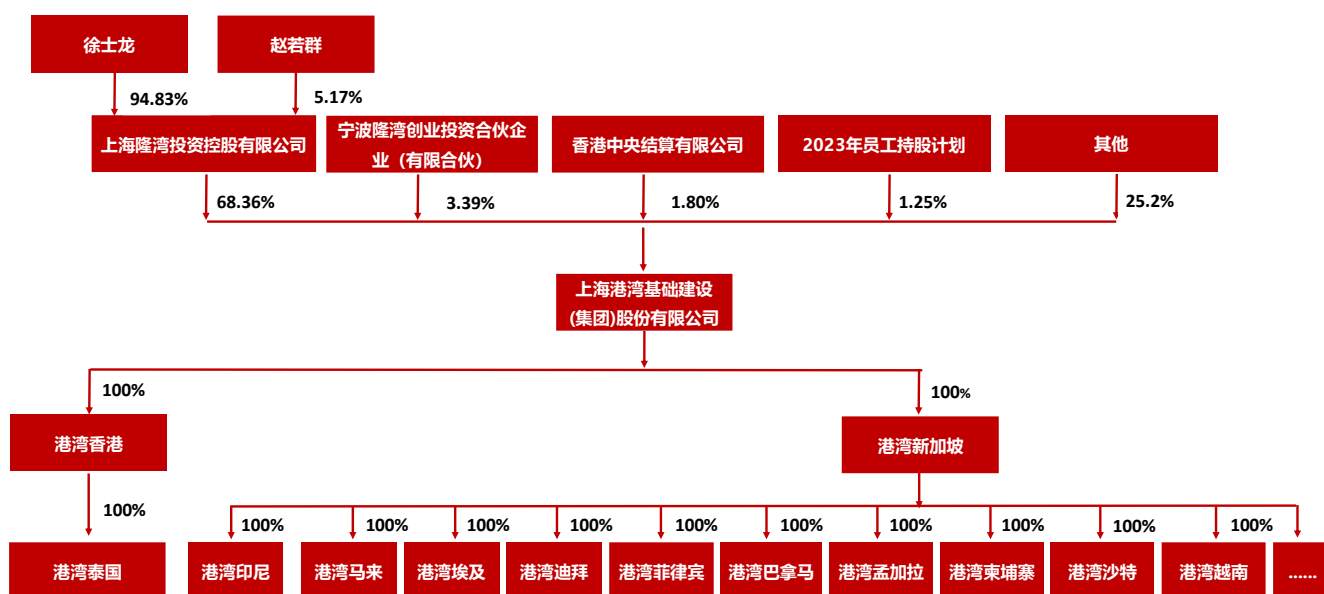 徐士龙
赵若群
94.83%
5.17%
上海隆湾投资控股有限公司
宁波隆湾创业投资合伙企
业（有限合伙）
香港中央结算有限公司
2023年员工持股计划
其他
68.36%
3.39%
1.80%
1.25%
25.2%
上海港湾基础建设
(集团)股份有限公司
100%
100%
港湾香港
港湾新加坡
100%
100%
100%
100%
100%
100%
100%
100%
100%
100%
100%
港湾泰国
港湾印尼
港湾马来
港湾埃及
港湾迪拜
港湾菲律宾
港湾巴拿马
港湾孟加拉
港湾柬埔寨
港湾沙特
港湾越南
......